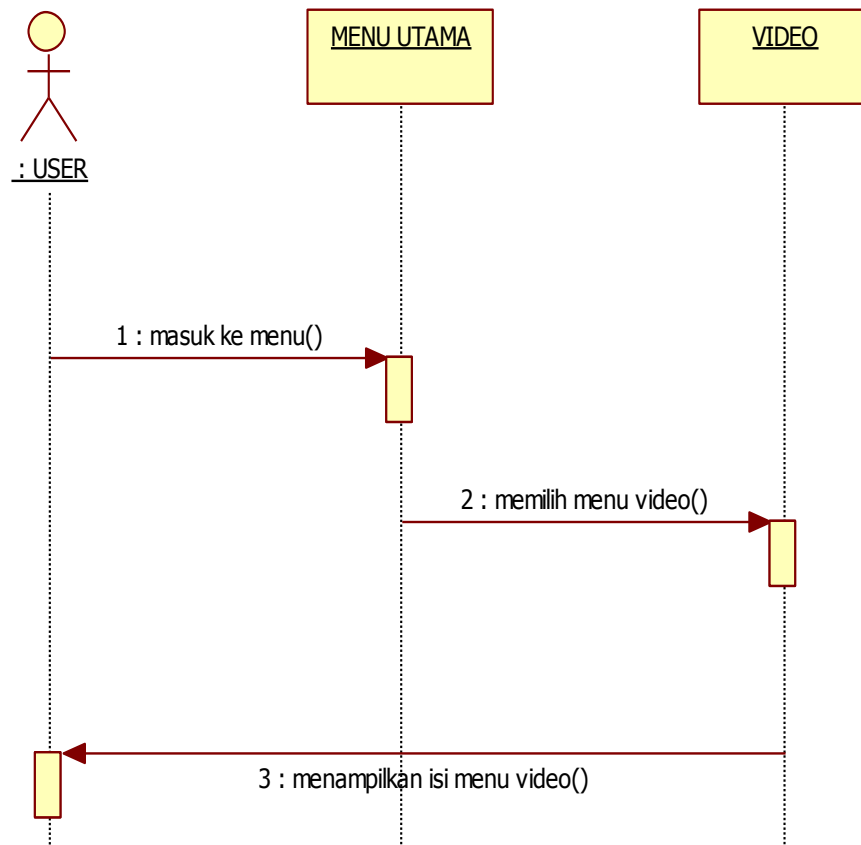 MENU UTAMA
VIDEO
: USER
1 : masuk ke menu()
2 : memilih menu video()
3 : menampilkan isi menu video()